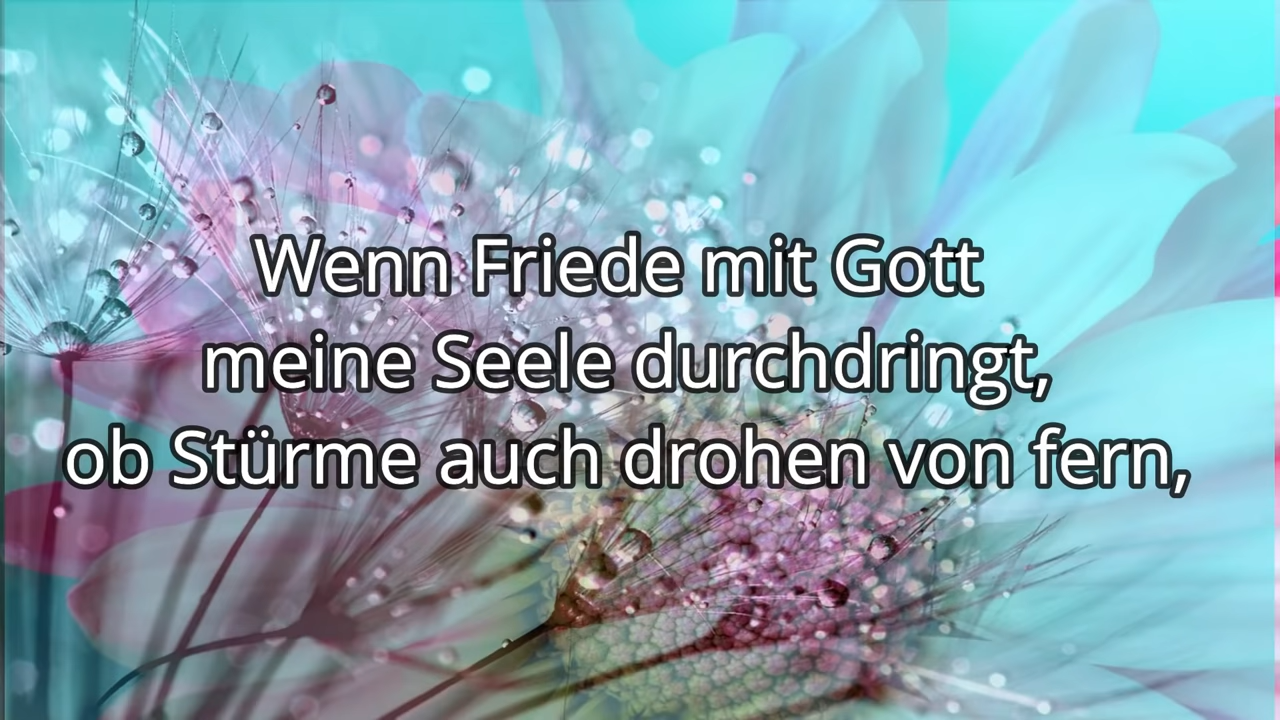 Wenn Friede mit Gott
meine Seele durchdringt,
ob Stürme auch drohen von fern,